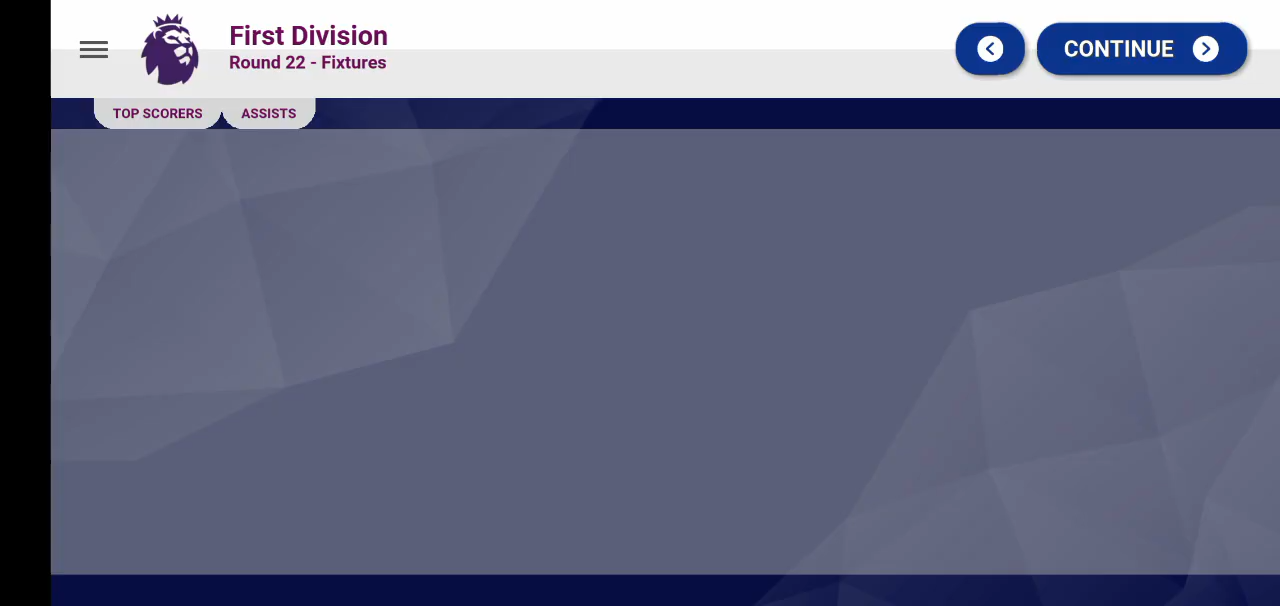 First Division
Round 22 - Fixtures
CONTINUE
TOP SCORERS
ASSISTS